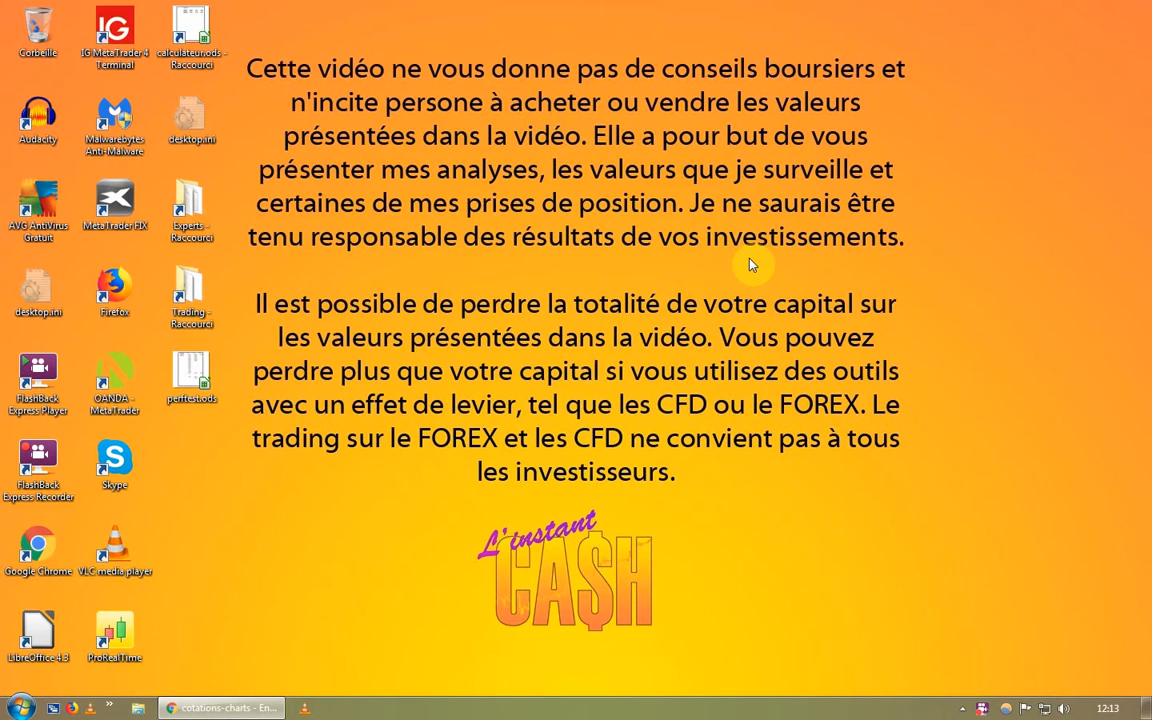 Corbeille
IG MetaTrader 4
Terminal
calculateur.ods -
Raccourci
Audacity
Malwarebytes
Anti-Malware
desktop.ini
AVG AntiVirus
Gratuit
MetaTrader FIX
Experts -
Raccourci
desktop.ini
Firefox
Trading -
Raccourci
FlashBack
Express Player
OANDA -
MetaTrader
perftest.ods
FlashBack
Express Recorder
Skype
Google Chrome
VLC media player
LibreOffice 4.3
ProRealTime
Cette vidéo ne vous donne pas de conseils boursiers et
n'incite persone à acheter ou vendre les valeurs
présentées dans la vidéo. Elle a pour but de vous
présenter mes analyses, les valeurs que je surveille et
certaines de mes prises de position. Je ne saurais être
tenu responsable des résultats de vos investissements.
Il est possible de perdre la totalité de votre capital sur
les valeurs présentées dans la vidéo. Vous pouvez
perdre plus que votre capital si vous utilisez des outils
avec un effet de levier, tel que les CFD ou le FOREX. Le
trading sur le FOREX et les CFD ne convient pas à tous
les investisseurs.
L'instant
CA$H
cotations-charts - En...
12:13